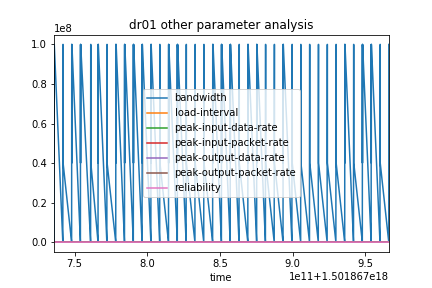 dr01 other parameter analysis
1e8
1.0
0.8
0.6
0.4
0.2
0.0
bandwidth
load-interval
peak-input-data-rate
peak-input-packet-rate
peak-output-data-rate
peak-output-packet-rate
reliability
7.5 8.0 8.5 9.0 9.5
time
1e11+1.501867e18